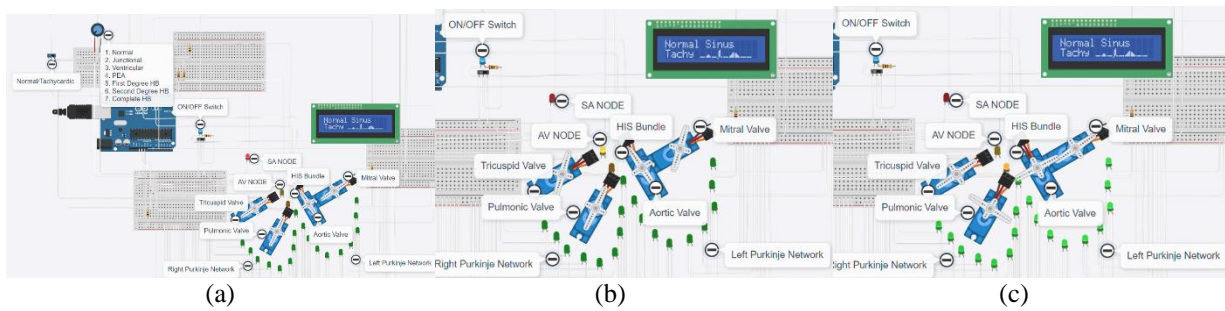 1. Normal
2. Junctional
3. Ventricular
4. PEA
5. First Degree HB
6. Second Degree HB
7. Complete HB
Normal/Tachycardic
ON/OFF Switch
Normal Sinus
Tachy
SA NODE
AV NODE
HIS Bundle
Mitral Valve
Tricuspid Valve
Pulmonic Valve
Aortic Valve
Left Purkinje Network
Right Purkinje Network
(a)
ON/OFF Switch
Normal Sinus
Tachy
SA NODE
AV NODE
HIS Bundle
Mitral Valve
Tricuspid Valve
Pulmonic Valve
Aortic Valve
Left Purkinje Network
Right Purkinje Network
(b)
ON/OFF Switch
Normal Sinus
Tachy
SA NODE
AV NODE
HIS Bundle
Mitral Valve
Tricuspid Valve
Pulmonic Valve
Aortic Valve
Left Purkinje Network
Right Purkinje Network
(c)